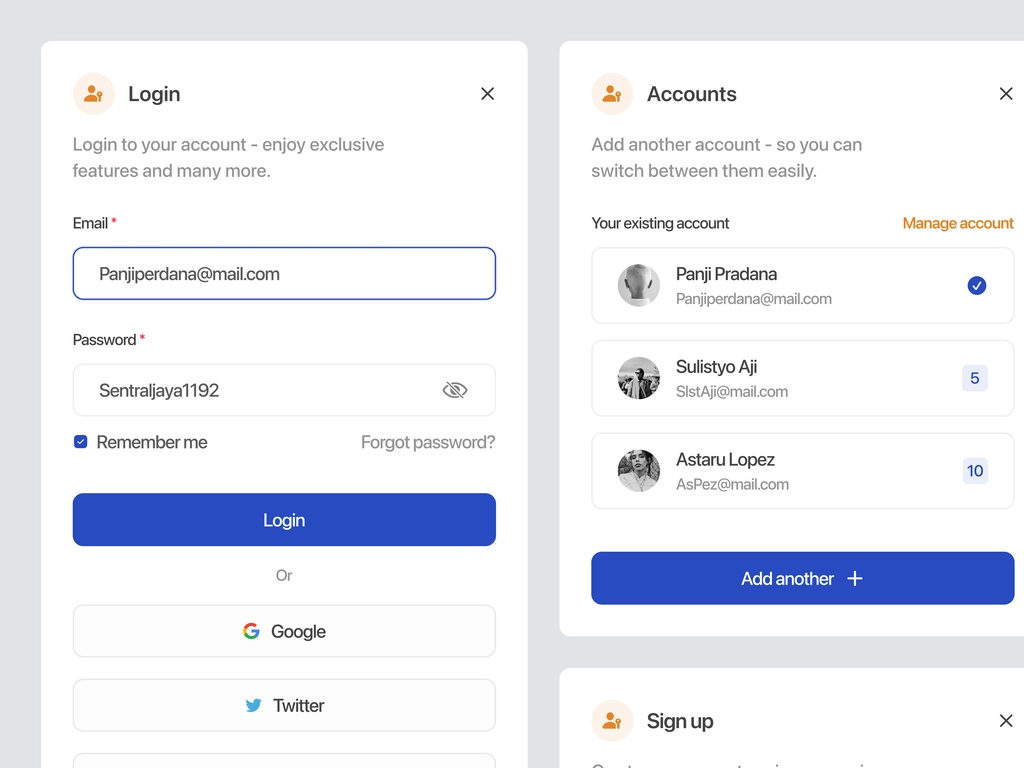 Login
Login to your account - enjoy exclusive
features and many more.
Email *
Panjiperdana@mail.com
Password *
Sentraljaya1192
Remember me
Forgot password?
Login
Or
Google
Twitter
Accounts
Add another account - so you can
switch between them easily.
Your existing account
Manage account
Panji Pradana
Panjiperdana@mail.com
Sulistyo Aji
SlstAji@mail.com
5
Astaru Lopez
AsPez@mail.com
10
Add another +
Sign up